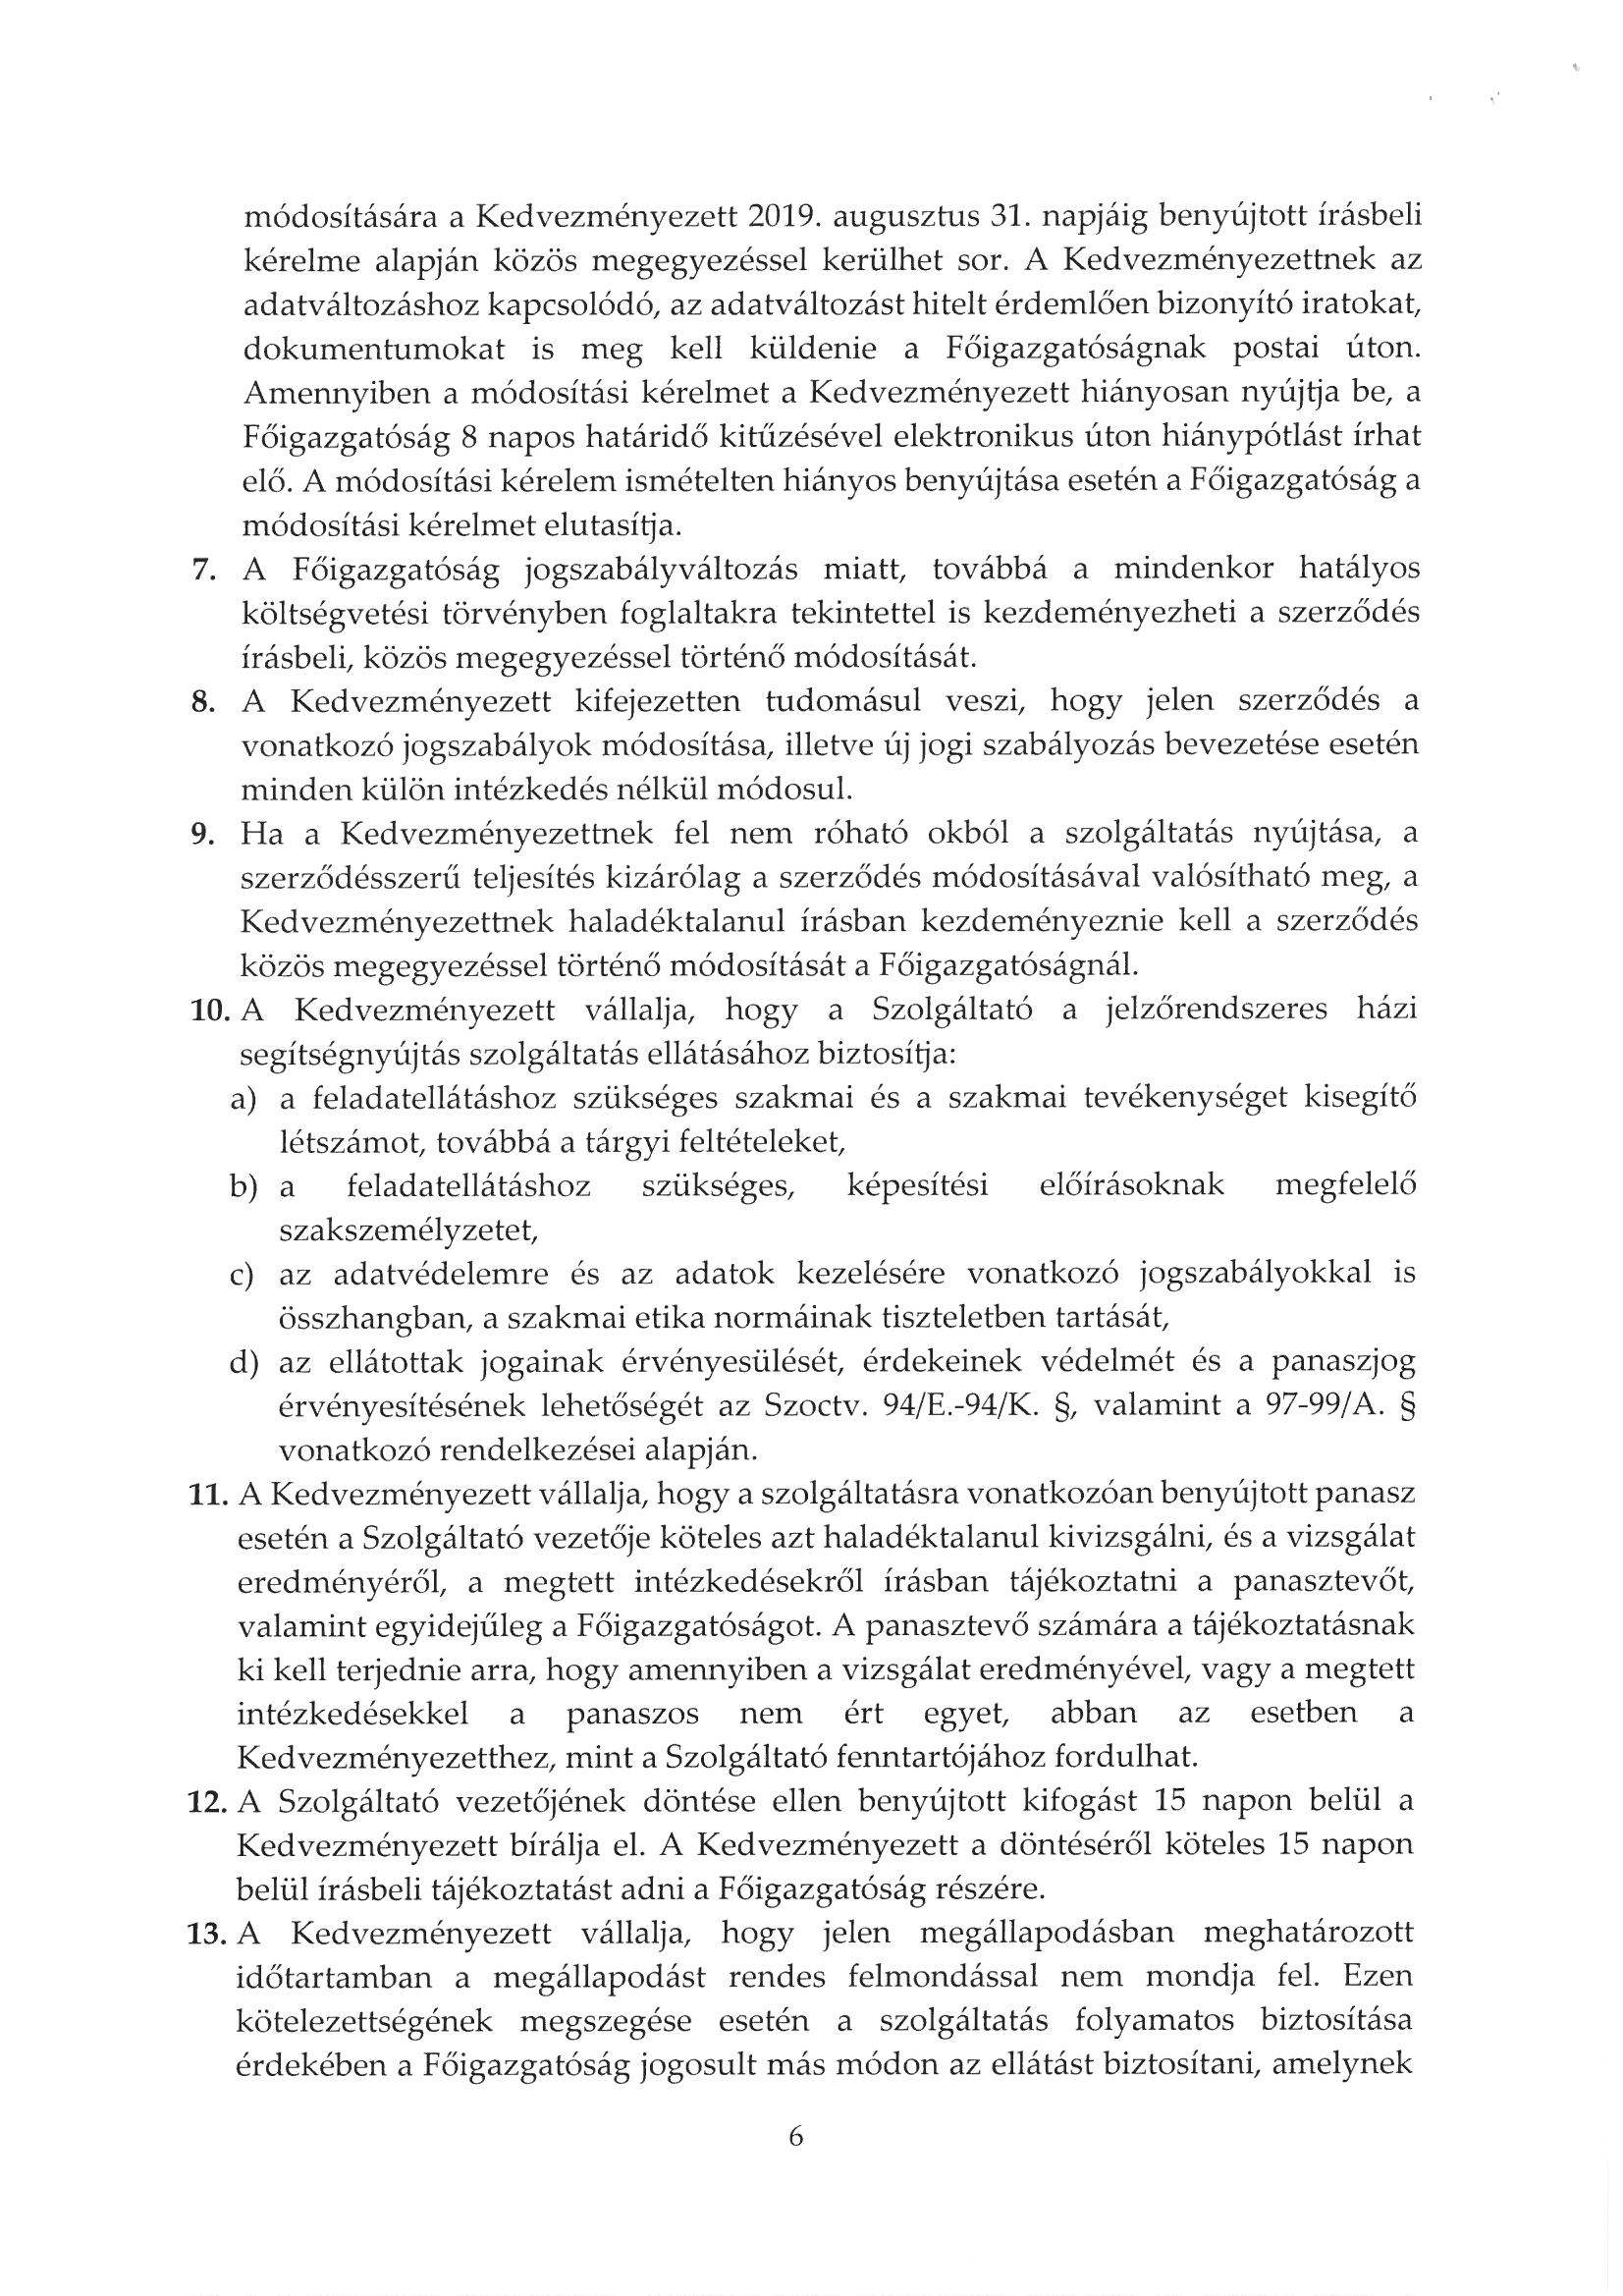 módosítására a Kedvezményezett 2019. augusztus 31. napjáig benyújtott írásbeli
kérelme alapján közös megegyezéssel kerülhet sor. A Kedvezményezettnek az
adatváltozáshoz kapcsolódó, az adatváltozást hitelt érdemlően bizonyító iratokat,
dokumentumokat is meg kell küldenie a Főigazgatóságnak postai úton.
Amennyiben a módosítási kérelmet a Kedvezményezett hiányosan nyújtja be, a
Főigazgatóság 8 napos határidő kitűzésével elektronikus úton hiánypótlást írhat
elő. A módosítási kérelem ismételten hiányos benyújtása esetén a Főigazgatóság a
módosítási kérelmet elutasítja.
7. A Főigazgatóság jogszabályváltozás miatt, továbbá a mindenkor hatályos
költségvetési törvényben foglaltakra tekintettel is kezdeményezheti a szerződés
írásbeli, közös megegyezéssel történő módosítását.
8. A Kedvezményezett kifejezetten tudomásul veszi, hogy jelen szerződés a
vonatkozó jogszabályok módosítása, illetve új jogi szabályozás bevezetése esetén
minden külön intézkedés nélkül módosul.
9. Ha a Kedvezményezettnek fel nem róható okból a szolgáltatás nyújtása, a
szerződésszerű teljesítés kizárólag a szerződés módosításával valósítható meg, a
Kedvezményezettnek haladéktalanul írásban kezdeményeznie kell a szerződés
közös megegyezéssel történő módosítását a Főigazgatóságnál.
10. A Kedvezményezett vállalja, hogy a Szolgáltató a jelzőrendszeres házi
segítségnyújtás szolgáltatás ellátásához biztosítja:
a) a feladatellátáshoz szükséges szakmai és a szakmai tevékenységet kisegítő
létszámot, továbbá a tárgyi feltételeket,
b) a feladatellátáshoz szükséges, képesítési előírásoknak megfelelő
szakszemélyzetet,
c) az adatvédelemre és az adatok kezelésére vonatkozó jogszabályokkal is
összhangban, a szakmai etika normáinak tiszteletben tartását,
d) az ellátottak jogainak érvényesülését, érdekeinek védelmét és a panaszjog
érvényesítésének lehetőségét az Szoctv. 94/E.-94/K. §, valamint a 97-99/A. §
vonatkozó rendelkezései alapján.
11. A Kedvezményezett vállalja, hogy a szolgáltatásra vonatkozóan benyújtott panasz
esetén a Szolgáltató vezetője köteles azt haladéktalanul kivizsgálni, és a vizsgálat
eredményéről, a megtett intézkedésekről írásban tájékoztatni a panasztevőt,
valamint egyidejűleg a Főigazgatóságot. A panasztevő számára a tájékoztatásnak
ki kell terjednie arra, hogy amennyiben a vizsgálat eredményével, vagy a megtett
intézkedésekkel a panaszos nem ért egyet, abban az esetben a
Kedvezményezetthez, mint a Szolgáltató fenntartójához fordulhat.
12. A Szolgáltató vezetőjének döntése ellen benyújtott kifogást 15 napon belül a
Kedvezményezett bírálja el. A Kedvezményezett a döntéséről köteles 15 napon
belül írásbeli tájékoztatást adni a Főigazgatóság részére.
13. A Kedvezményezett vállalja, hogy jelen megállapodásban meghatározott
időtartamban a megállapodást rendes felmondással nem mondja fel. Ezen
kötelezettségének megszegése esetén a szolgáltatás folyamatos biztosítása
érdekében a Főigazgatóság jogosult más módon az ellátást biztosítani, amelynek
6